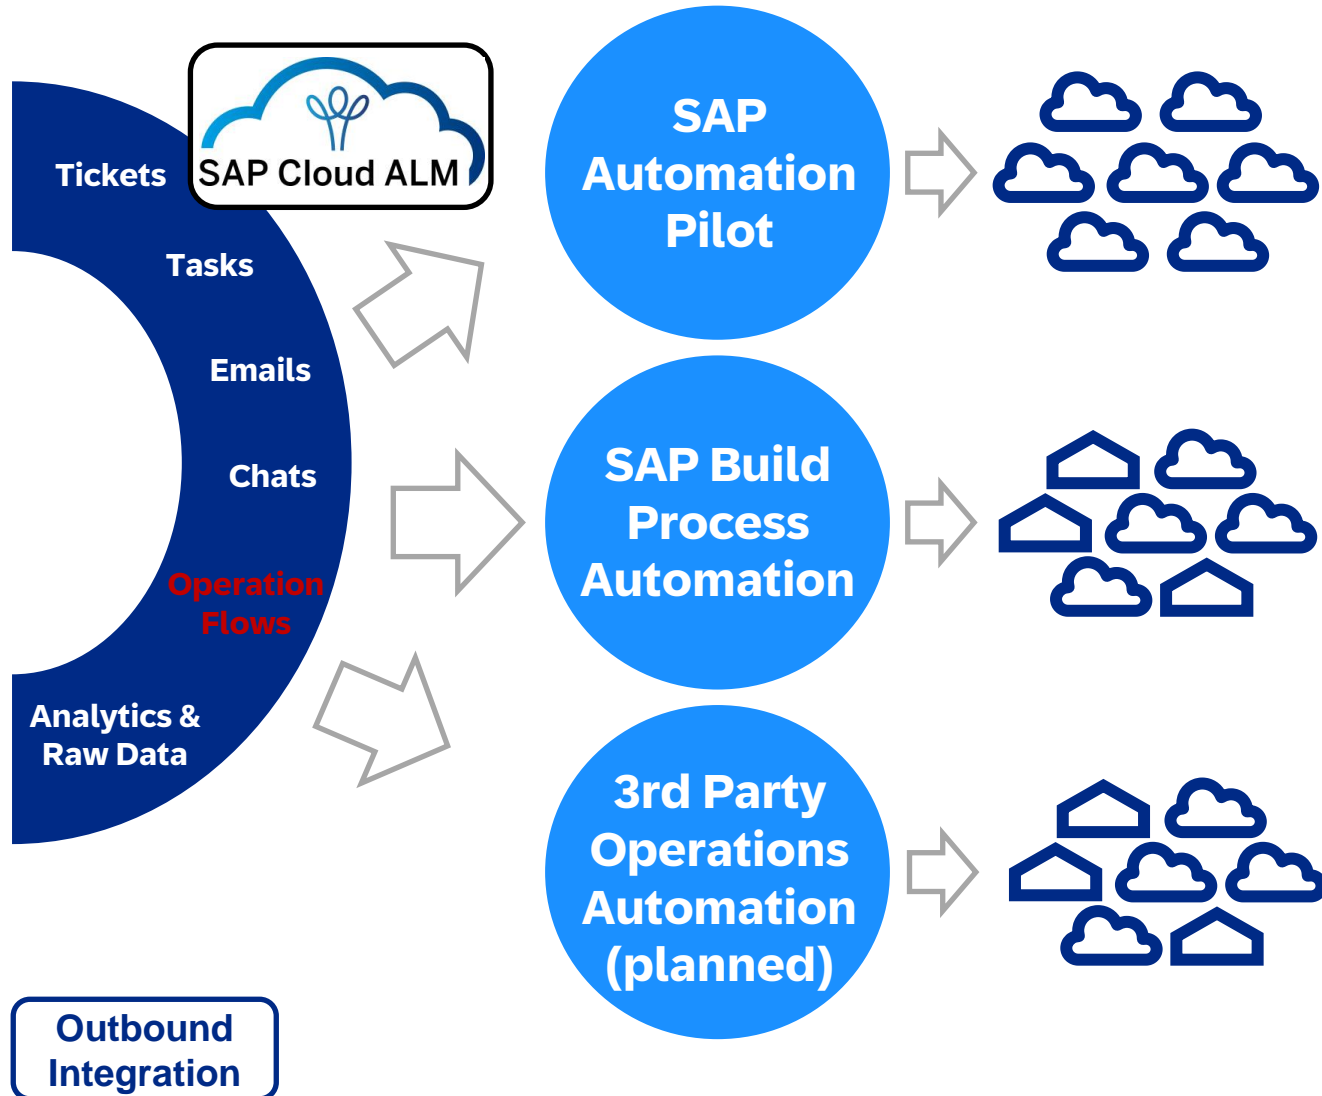 SAP Cloud ALM
Tickets
Tasks
Emails
Chats
Operation
Flows
Analytics &
Raw Data
SAP
Automation
Pilot
SAP Build
Process
Automation
3rd Party
Operations
Automation
(planned)
Outbound
Integration